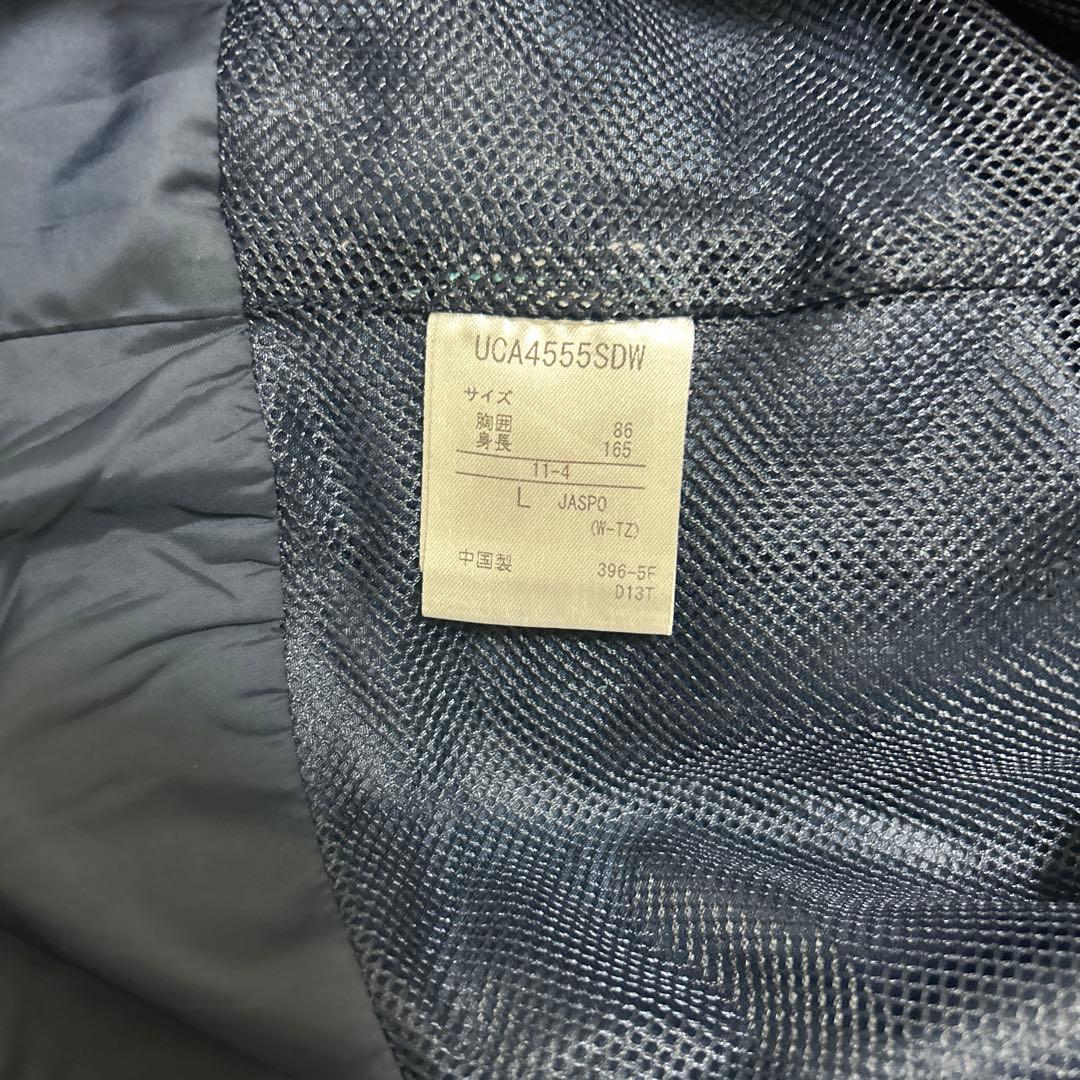 UCA4555SDW
サイズ
胸囲 86
身長 165
11-4
L JASPO
(W-TZ)
中国製 396-5F
D13T